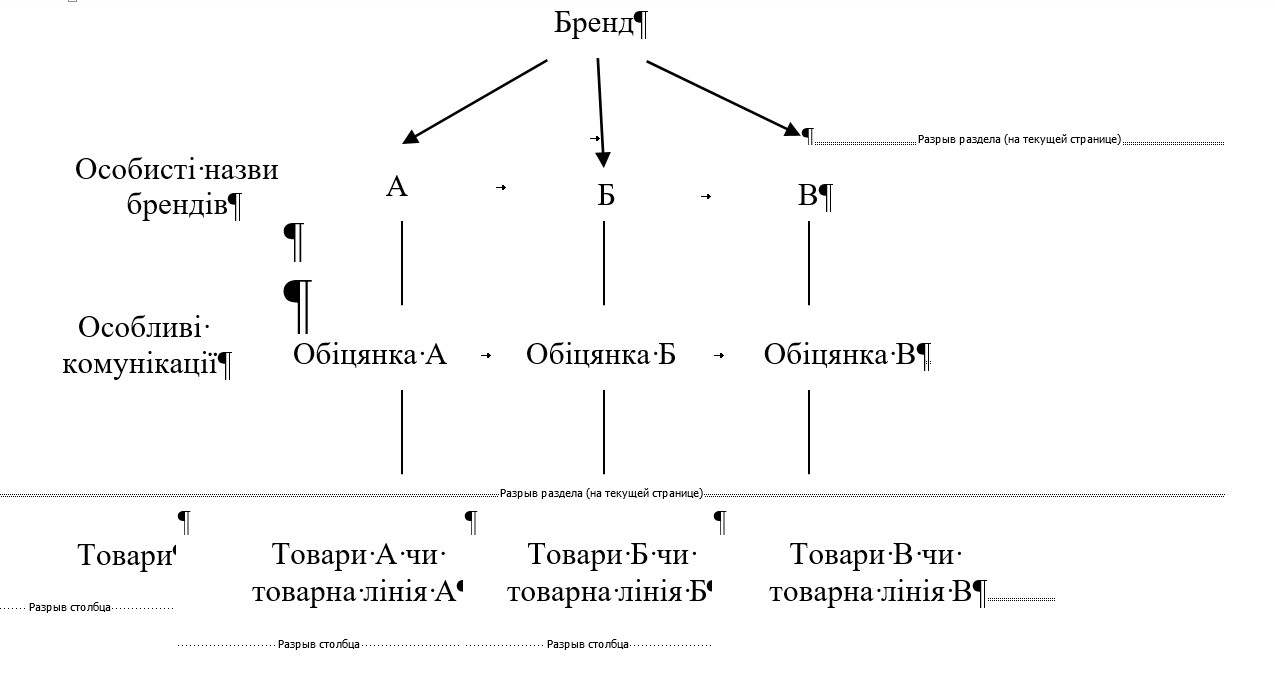 Бренд¶
¶ Разрыв раздела (на текущей странице)
Особисті·назви
брендів¶
А → Б → В¶
¶
¶
Особливі·
комунікації¶
Обіцянка·А → Обіцянка·Б → Обіцянка·В¶
Разрыв раздела (на текущей странице)
¶ ¶ ¶
Товари¶
Разрыв столбца
Товари·А·чи·
товарна·лінія·А¶
Разрыв столбца
Товари·Б·чи·
товарна·лінія·Б¶
Разрыв столбца
Товари·В·чи·
товарна·лінія·В¶